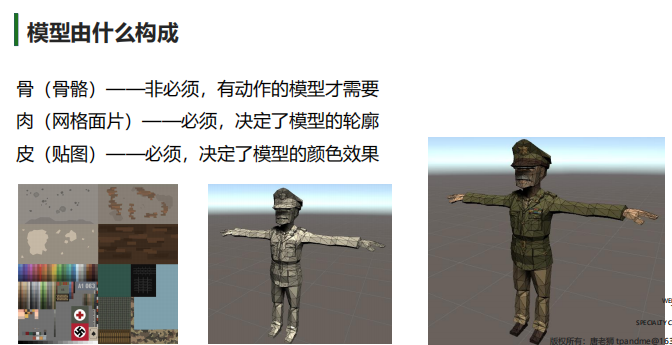 模型由什么构成
骨（骨骼）——非必须，有动作的模型才需要
肉（网格面片）——必须，决定了模型的轮廓
皮（贴图）——必须，决定了模型的颜色效果
WE
SPECIALTY C
版权所有：唐老狮 tpandme@16